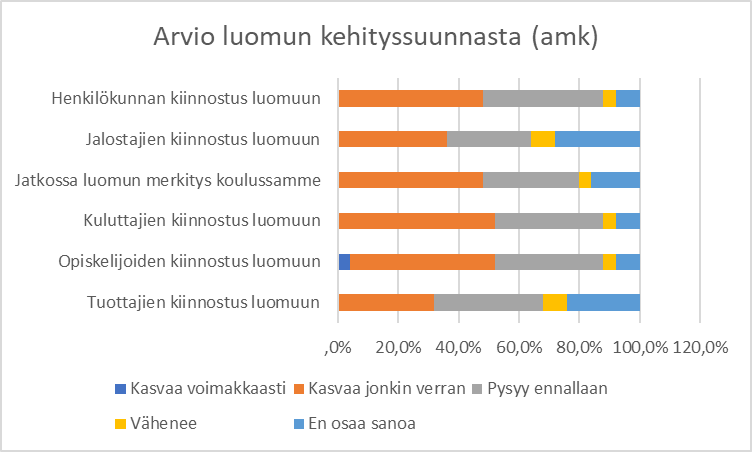 Arvio luomun kehityssuunnasta (amk)
Henkilökunnan kiinnostus luomuun
Jalostajien kiinnostus luomuun
Jatkossa luomun merkitys koulussamme
Kuluttajien kiinnostus luomuun
Opiskelijoiden kiinnostus luomuun
Tuottajien kiinnostus luomuun
,0% 20,0% 40,0% 60,0% 80,0% 100,0% 120,0%
Kasvaa voimakkaasti Kasvaa jonkin verran Pysyy ennallaan
Vähenee En osaa sanoa